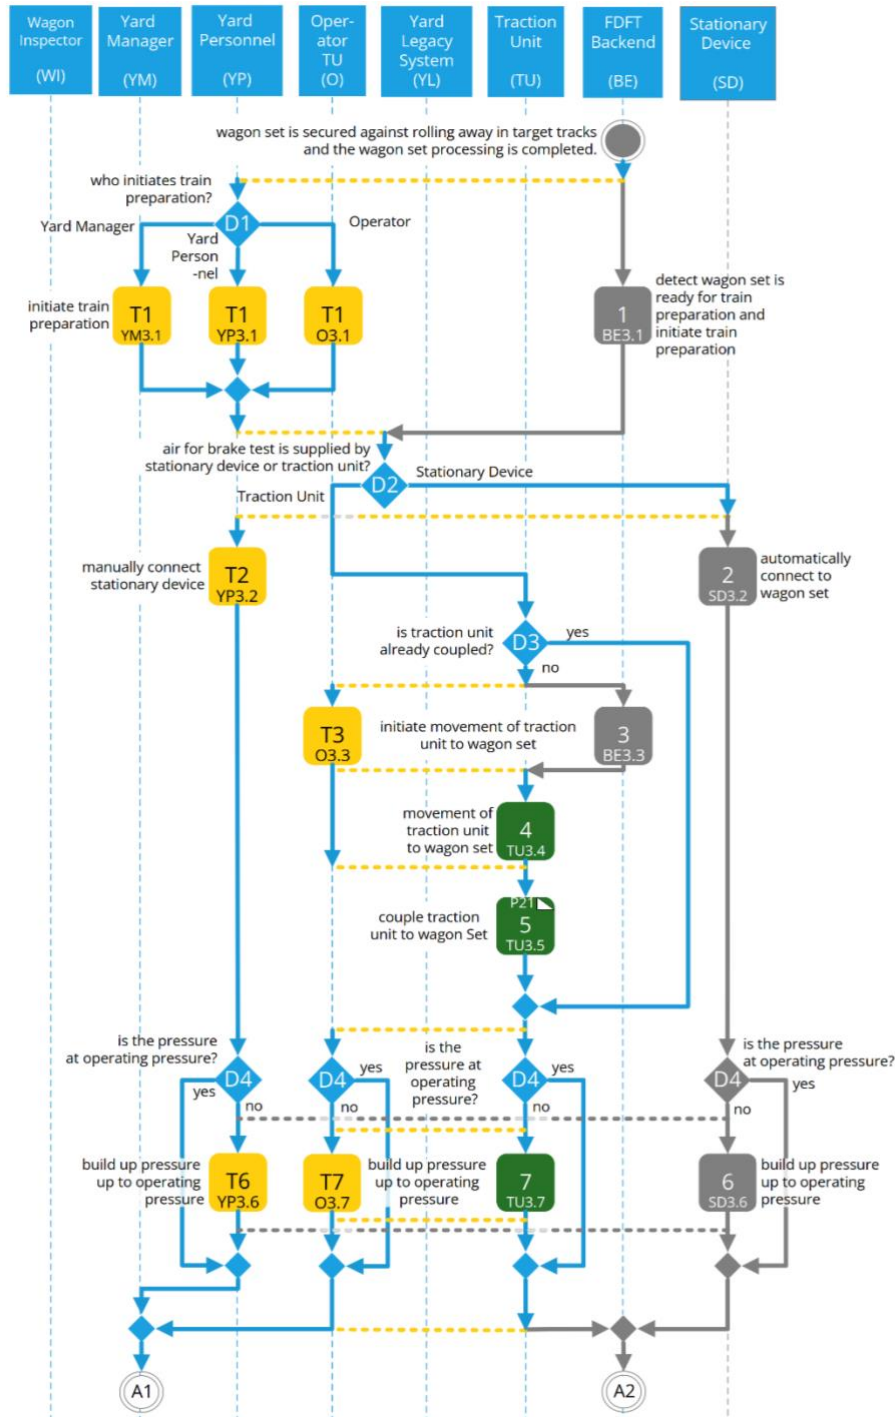 Wagon
Inspector
(WI)
Yard
Manager
(YM)
Yard
Personnel
(YP)
Oper-
ator
TU
(O)
Yard
Legacy
System
(YL)
Traction
Unit
(TU)
FDFT
Backend
(BE)
Stationary
Device
(SD)
wagon set is secured against rolling away in target tracks
and the wagon set processing is completed.
who initiates train
preparation?
D1
Yard Manager
Yard
Person
-nel
Operator
initiate train
preparation
T1
YM3.1
T1
YP3.1
T1
O3.1
1
BE3.1
detect wagon set is
ready for train
preparation and
initiate train
preparation
air for brake test is supplied by
stationary device or traction unit?
D2
Stationary Device
Traction Unit
manually connect
stationary device
T2
YP3.2
2
SD3.2
automatically
connect to
wagon set
is traction unit
already coupled?
D3
yes
no
T3
O3.3
initiate movement of traction
unit to wagon set
3
BE3.3
movement of
traction unit
to wagon set
4
TU3.4
couple traction
unit to wagon Set
P21
5
TU3.5
is the pressure
at operating pressure?
D4
yes
no
D4
yes
no
is the
pressure at
operating
pressure?
D4
yes
no
is the pressure
at operating pressure?
D4
yes
no
build up pressure
up to operating
pressure
T6
YP3.6
T7
O3.7
build up pressure
up to operating
pressure
7
TU3.7
6
SD3.6
build up pressure
up to operating
pressure
A1
A2